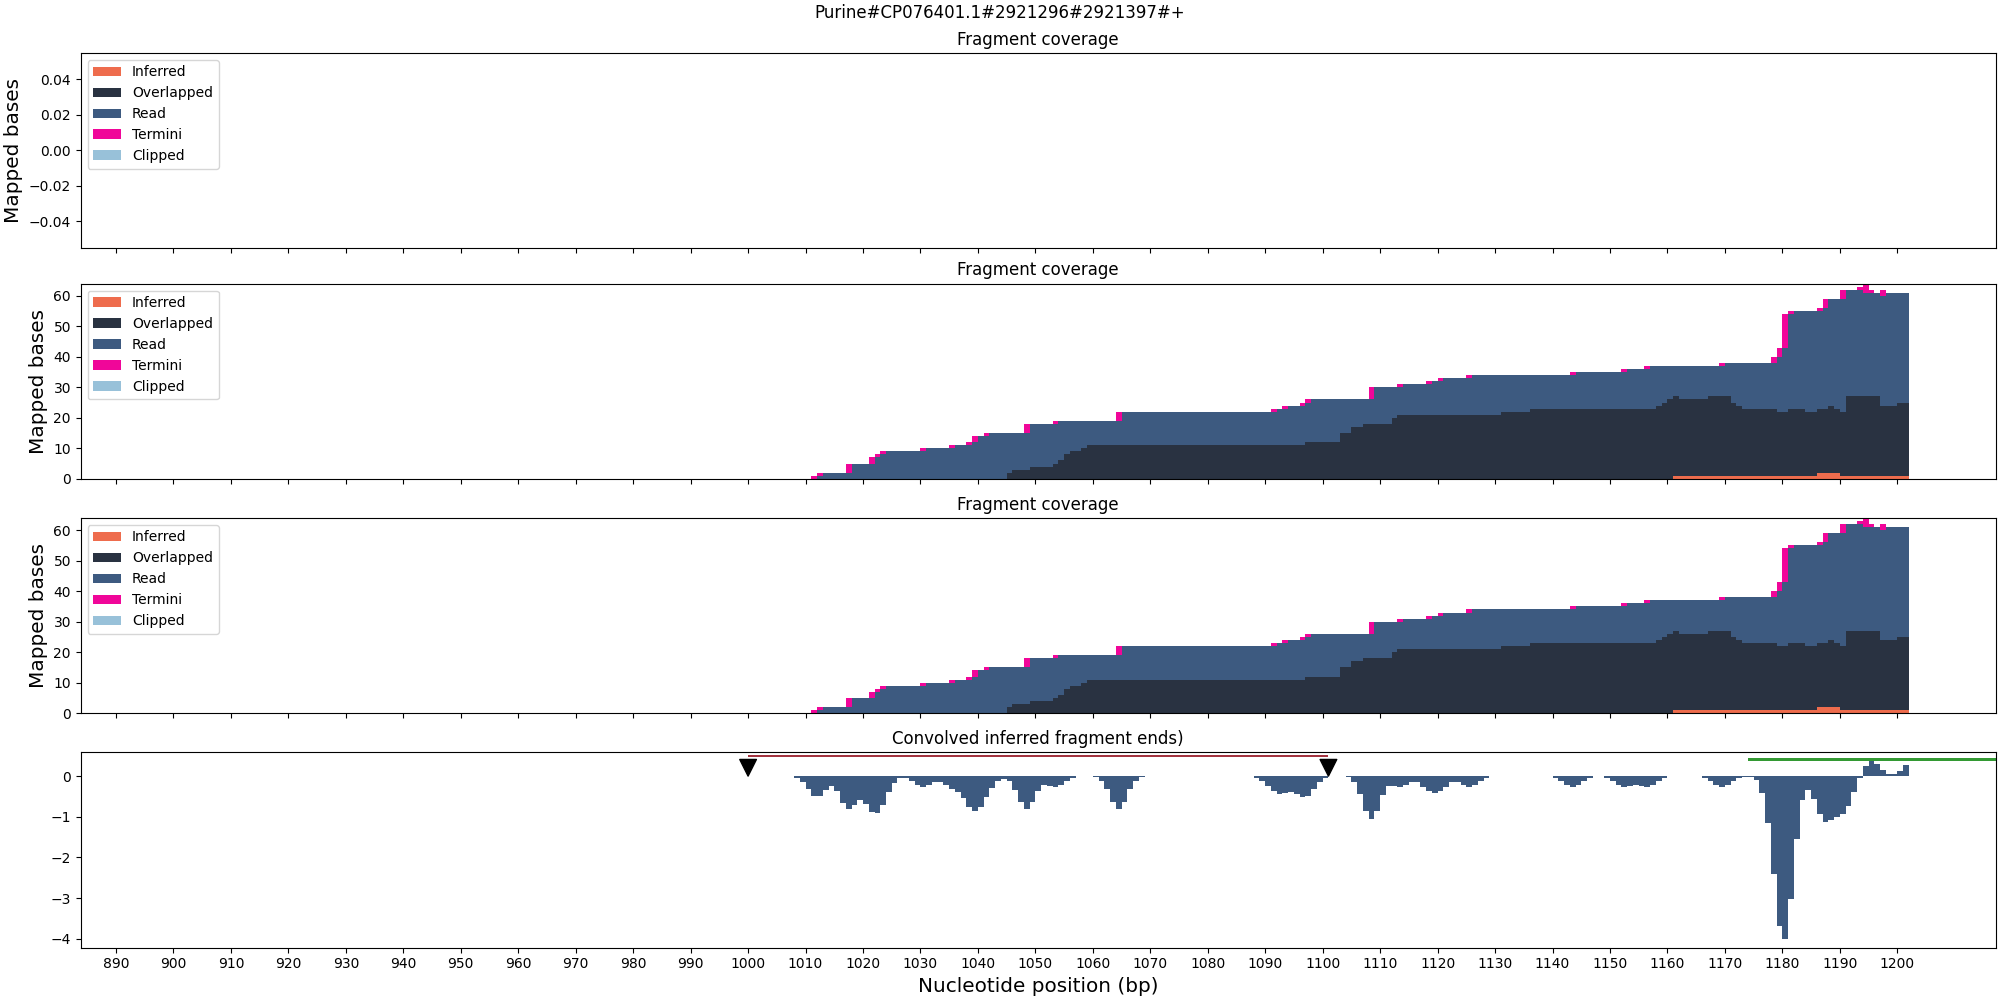 Purine#CP076401.1#2921296#2921397#+
Fragment coverage
Mapped bases
0.04
0.02
0.00
−0.02
−0.04
Inferred
Overlapped
Read
Termini
Clipped
Fragment coverage
Mapped bases
60
50
40
30
20
10
0
Inferred
Overlapped
Read
Termini
Clipped
Fragment coverage
Mapped bases
60
50
40
30
20
10
0
Inferred
Overlapped
Read
Termini
Clipped
Convolved inferred fragment ends)
0
−1
−2
−3
−4
890 900 910 920 930 940 950 960 970 980 990 1000 1010 1020 1030 1040 1050 1060 1070 1080 1090 1100 1110 1120 1130 1140 1150 1160 1170 1180 1190 1200
Nucleotide position (bp)